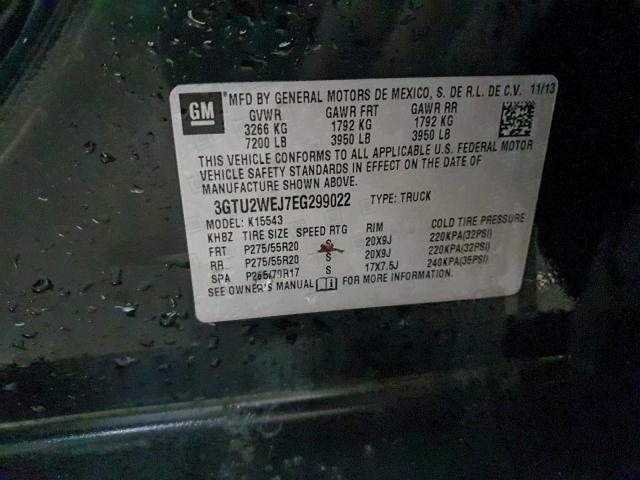 GM MFD BY GENERAL MOTORS DE MEXICO, S. DE R.L. DE C.V. 11/13
GVWR GAWR FRT GAWR RR
3266 KG 1792 KG 1792 KG
7200 LB 3950 LB 3950 LB
THIS VEHICLE CONFORMS TO ALL APPLICABLE U.S. FEDERAL MOTOR
VEHICLE SAFETY STANDARDS IN EFFECT ON THE DATE OF
MANUFACTURE SHOWN ABOVE.
3GTU2WEJ7EG299022 TYPE: TRUCK
MODEL: K15543
KHBZ TIRE SIZE SPEED RTG RIM COLD TIRE PRESSURE
FRT P275/55R20 S 20X9J 220KPA(32PSI)
RR P275/55R20 S 20X9J 220KPA(32PSI)
SPA P265/70R17 S 17X7.5J 240KPA(35PSI)
SEE OWNER'S MANUAL FOR MORE INFORMATION.